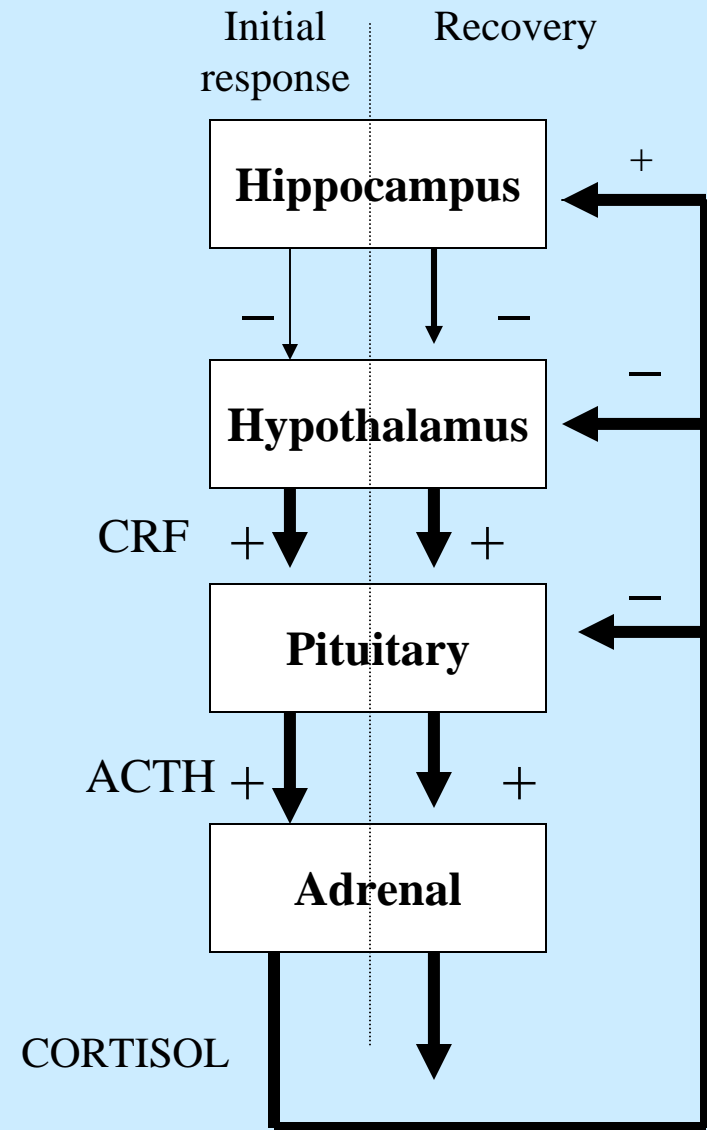 Initial
response
Recovery
Hippocampus
+
− −
Hypothalamus
−
CRF + +
Pituitary
−
ACTH + +
Adrenal
CORTISOL